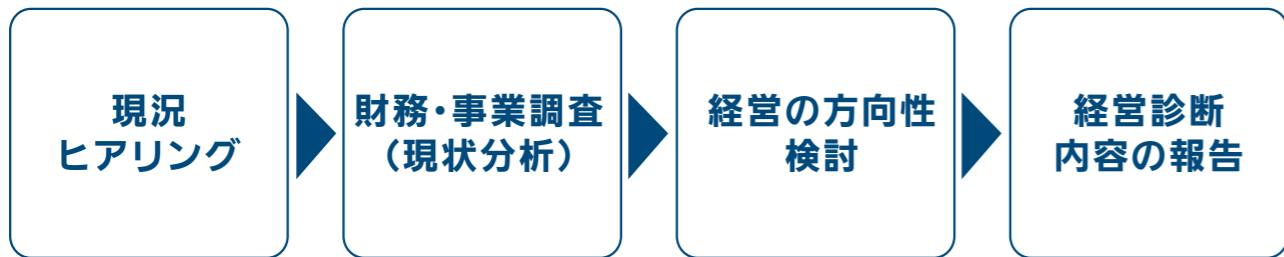 現況
ヒアリング
財務・事業調査
（現状分析）
経営の方向性
検討
経営診断
内容の報告